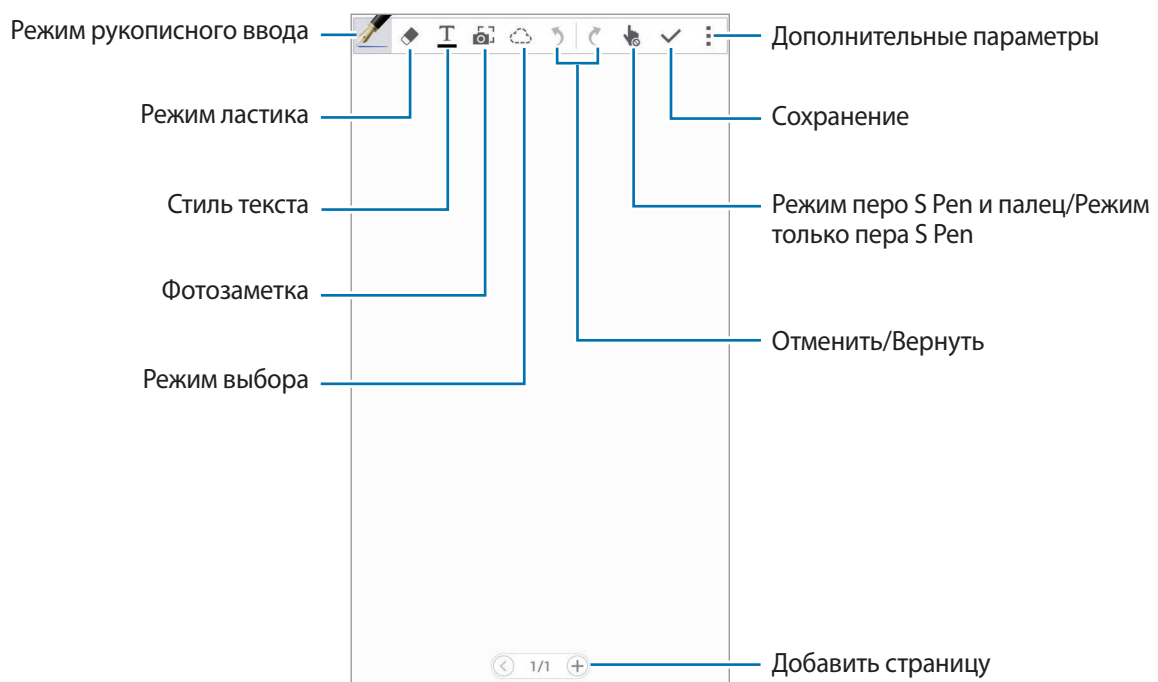 Режим рукописного ввода
Дополнительные параметры
Режим ластика
Сохранение
Стиль текста
Режим перо S Pen и палец/Режим
только пера S Pen
Фотозаметка
Отменить/Вернуть
Режим выбора
1/1
Добавить страницу